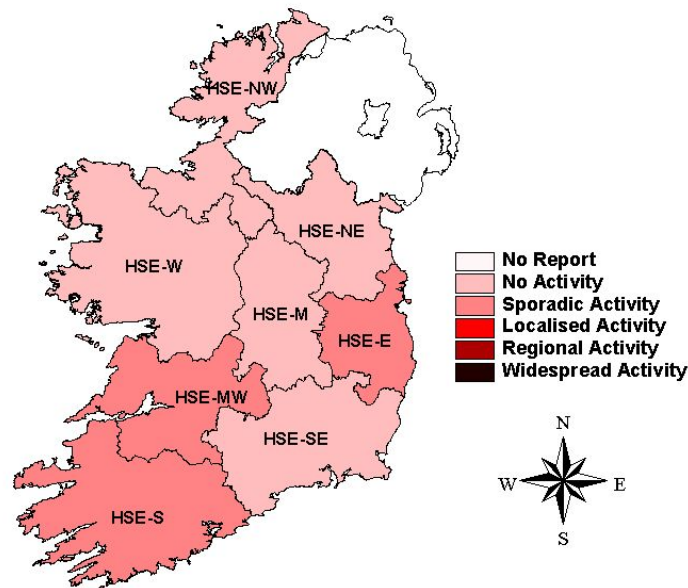 HSE-NW
HSE-NE
HSE-W
HSE-M
HSE-E
HSE-MW
HSE-SE
HSE-S
No Report
No Activity
Sporadic Activity
Localised Activity
Regional Activity
Widespread Activity
N
W E
S